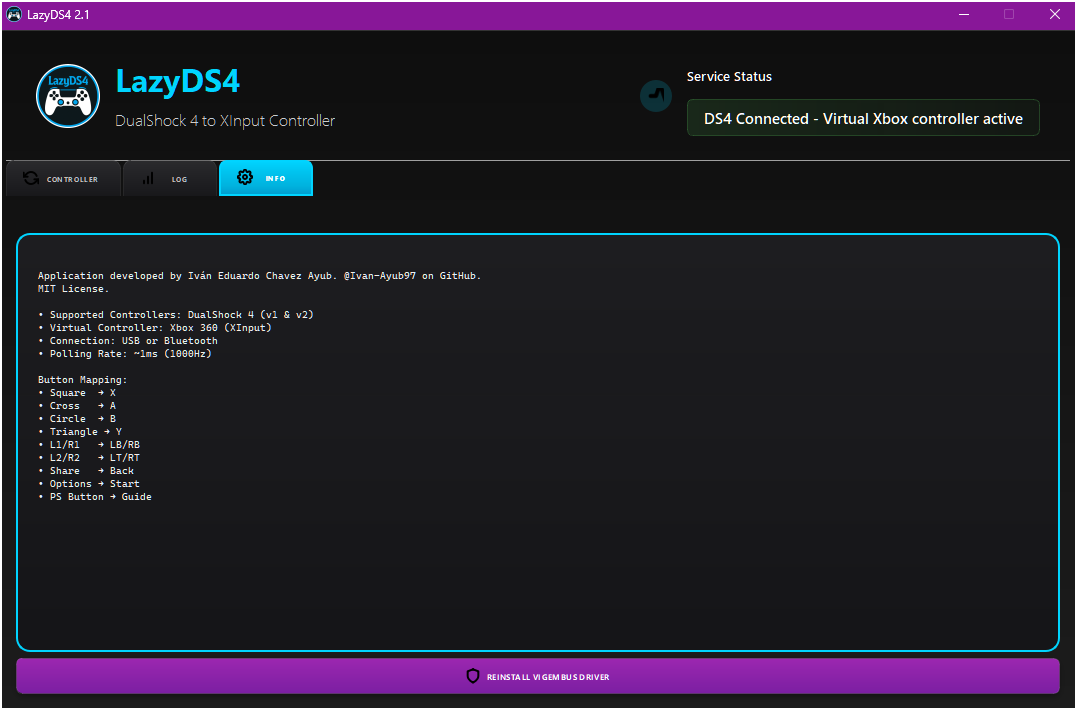 LazyDS4 2.1
LazyDS4
LazyDS4
DualShock 4 to XInput Controller
Service Status
DS4 Connected - Virtual Xbox controller active
CONTROLLER
LOG
INFO
Application developed by Iván Eduardo Chavez Ayub. @Ivan-Ayub97 on GitHub.
MIT License.
• Supported Controllers: DualShock 4 (v1 & v2)
• Virtual Controller: Xbox 360 (XInput)
• Connection: USB or Bluetooth
• Polling Rate: ~1ms (1000Hz)
Button Mapping:
• Square → X
• Cross → A
• Circle → B
• Triangle → Y
• L1/R1 → LB/RB
• L2/R2 → LT/RT
• Share → Back
• Options → Start
• PS Button → Guide
REINSTALL VIGEMBUS DRIVER